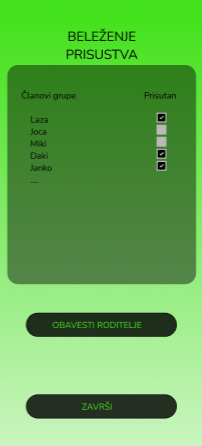 BELEŽENJE
PRISUSTVA
Članovi grupe Prisutan
Laza
Joca
Miki
Daki
Janko
...
OBAVESTI RODITELJE
ZAVRŠI